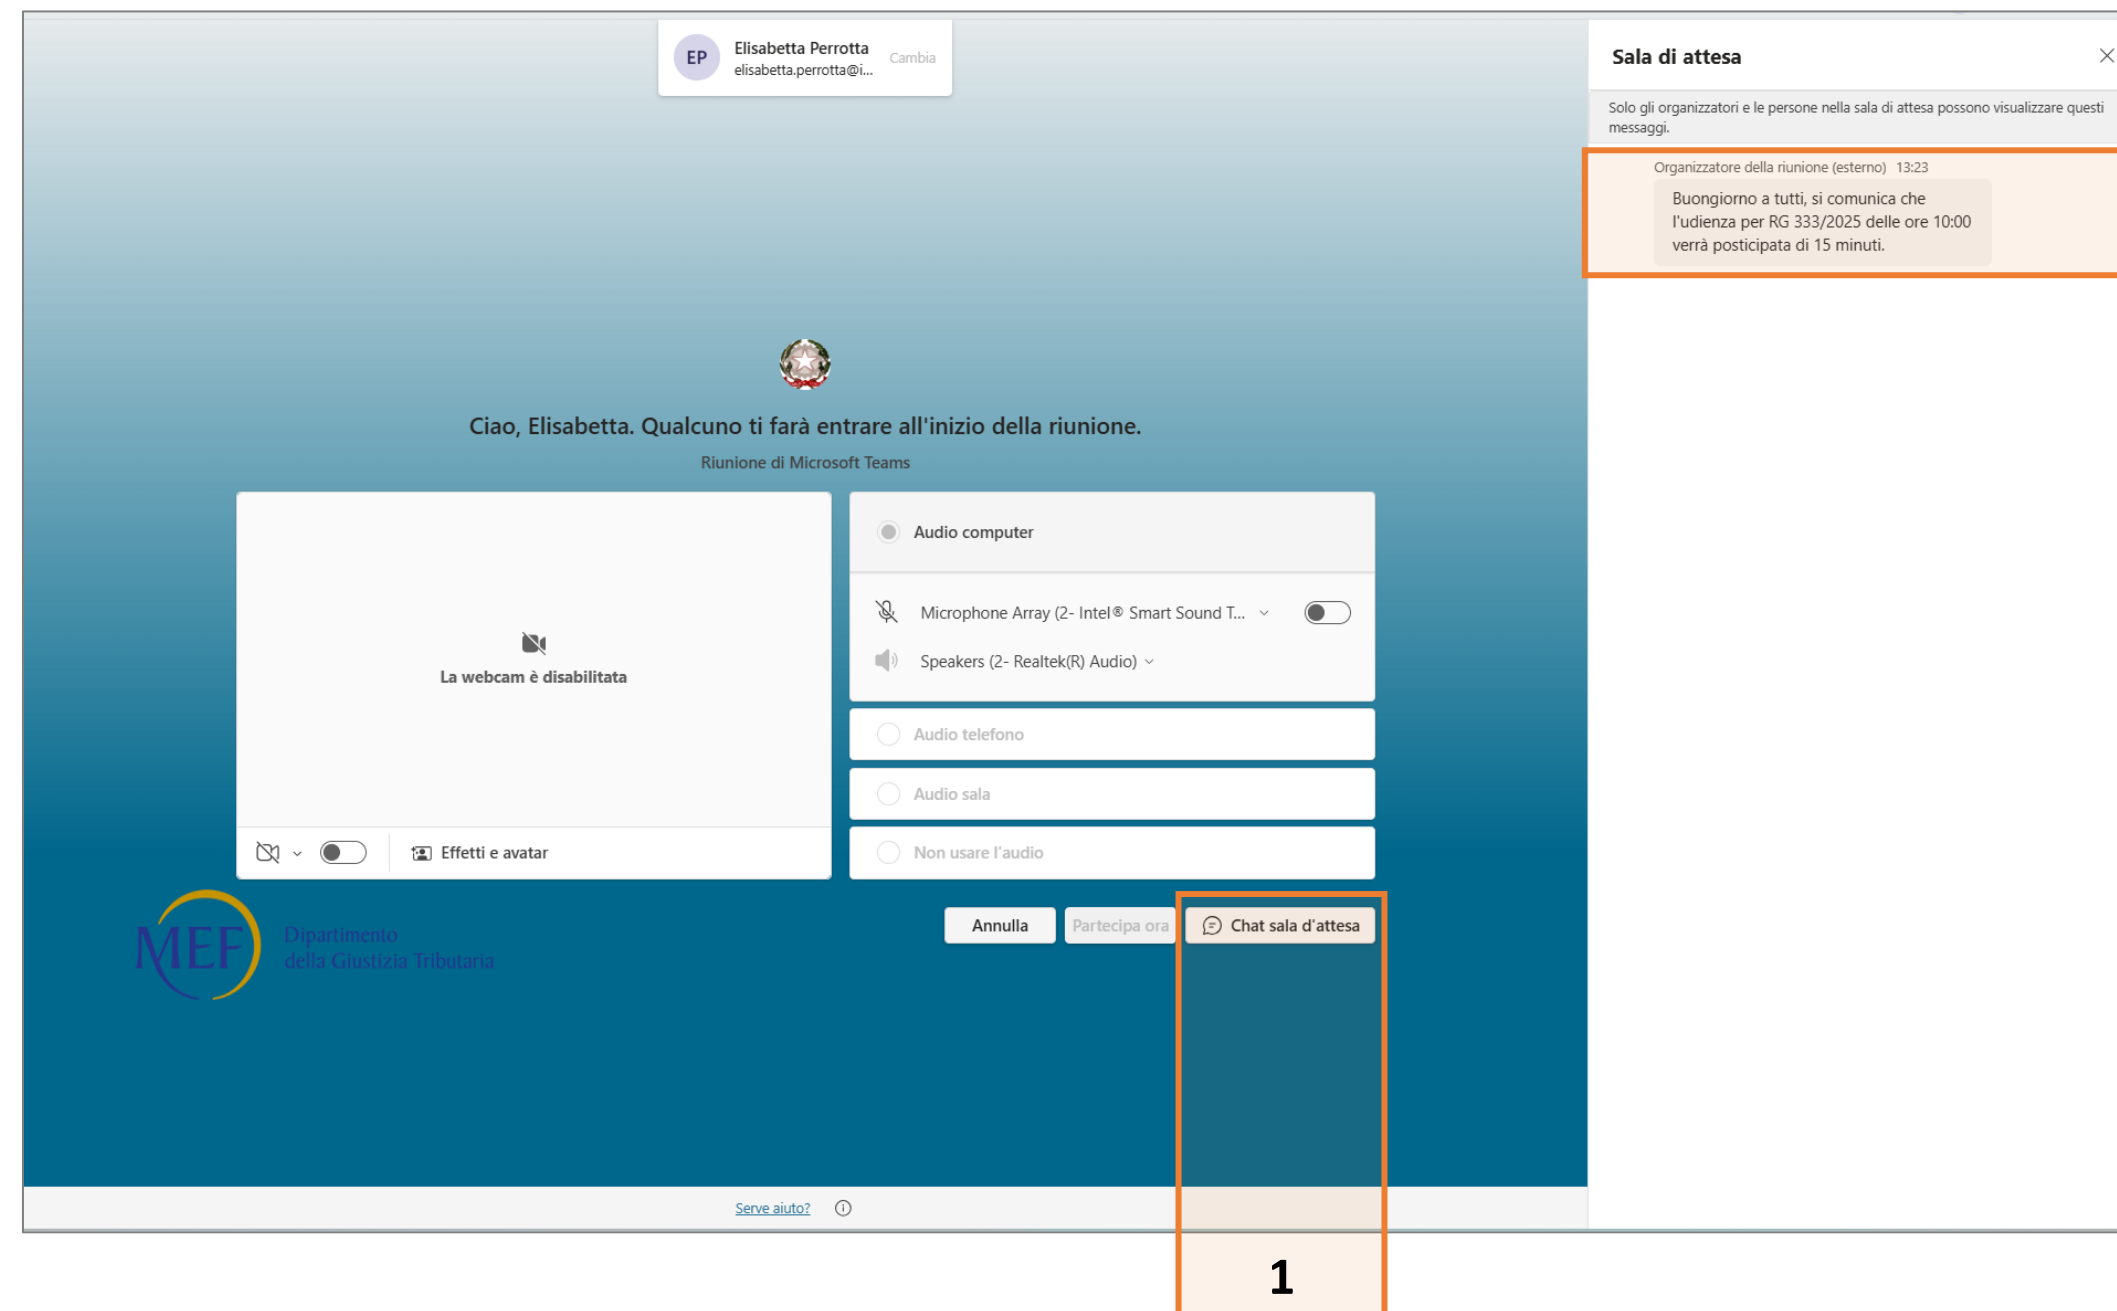 EP
Elisabetta Perrotta
elisabetta.perrotta@i...
Cambia
Ciao, Elisabetta. Qualcuno ti farà entrare all'inizio della riunione.
Riunione di Microsoft Teams
La webcam è disabilitata
Effetti e avatar
Audio computer
Microphone Array (2- Intel® Smart Sound T...
Speakers (2- Realtek(R) Audio)
Audio telefono
Audio sala
Non usare l'audio
Annulla
Partecipa ora
Chat sala d'attesa
MEF
Dipartimento
della Giustizia Tributaria
Serve aiuto?
1
Sala di attesa
Solo gli organizzatori e le persone nella sala di attesa possono visualizzare questi
messaggi.
Organizzatore della riunione (esterno) 13:23
Buongiorno a tutti, si comunica che
l'udienza per RG 333/2025 delle ore 10:00
verrà posticipata di 15 minuti.